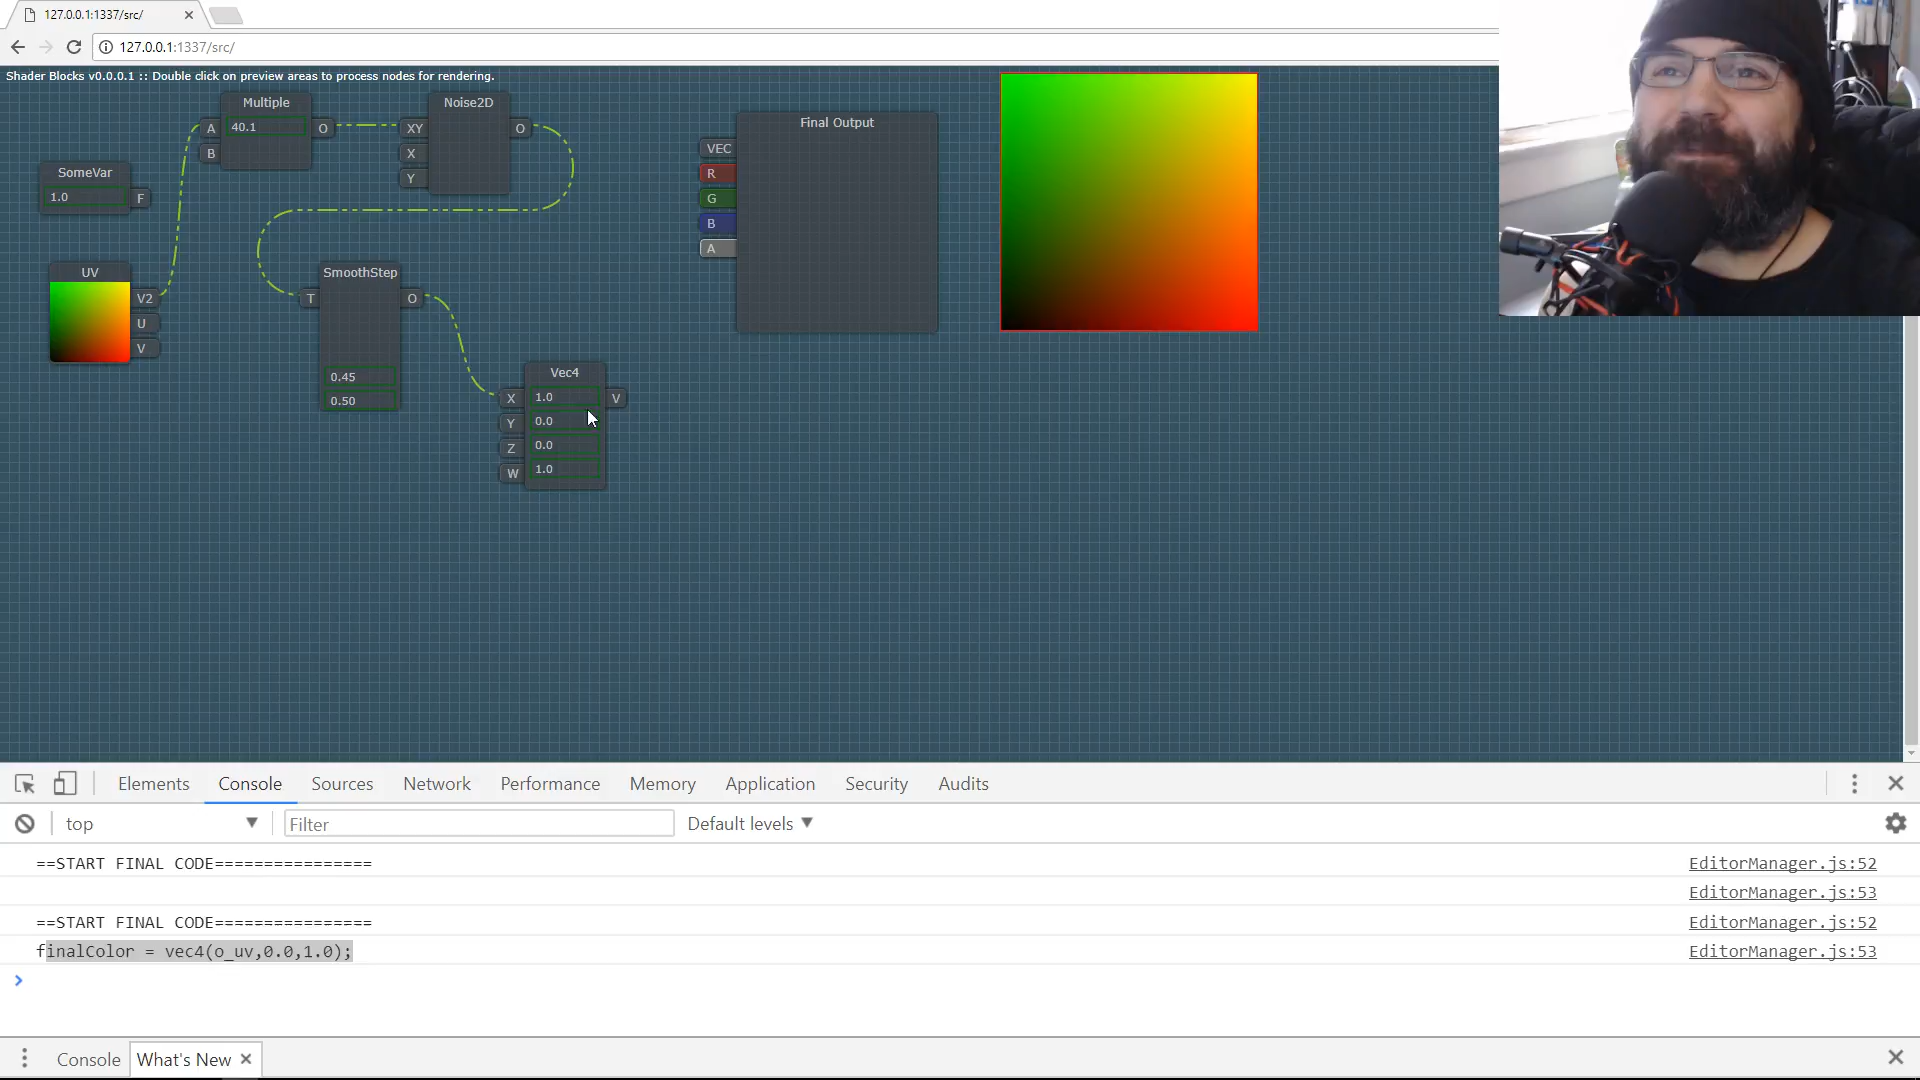 127.0.0.1:1337/src/
127.0.0.1:1337/src/
Shader Blocks v0.0.0.1 :: Double click on preview areas to process nodes for rendering.
Multiple
A 40.1 O
B
Noise2D
XY O
X
Y
Final Output
VEC
R
G
B
A
SomeVar
1.0 F
UV
V2
U
V
SmoothStep
T O
0.45
0.50
Vec4
X 1.0 V
Y 0.0
Z 0.0
W 1.0
Elements Console Sources Network Performance Memory Application Security Audits
top Filter Default levels
==START FINAL CODE================ EditorManager.js:52
EditorManager.js:53
==START FINAL CODE================ EditorManager.js:52
finalColor = vec4(o_uv,0.0,1.0); EditorManager.js:53
Console What's New